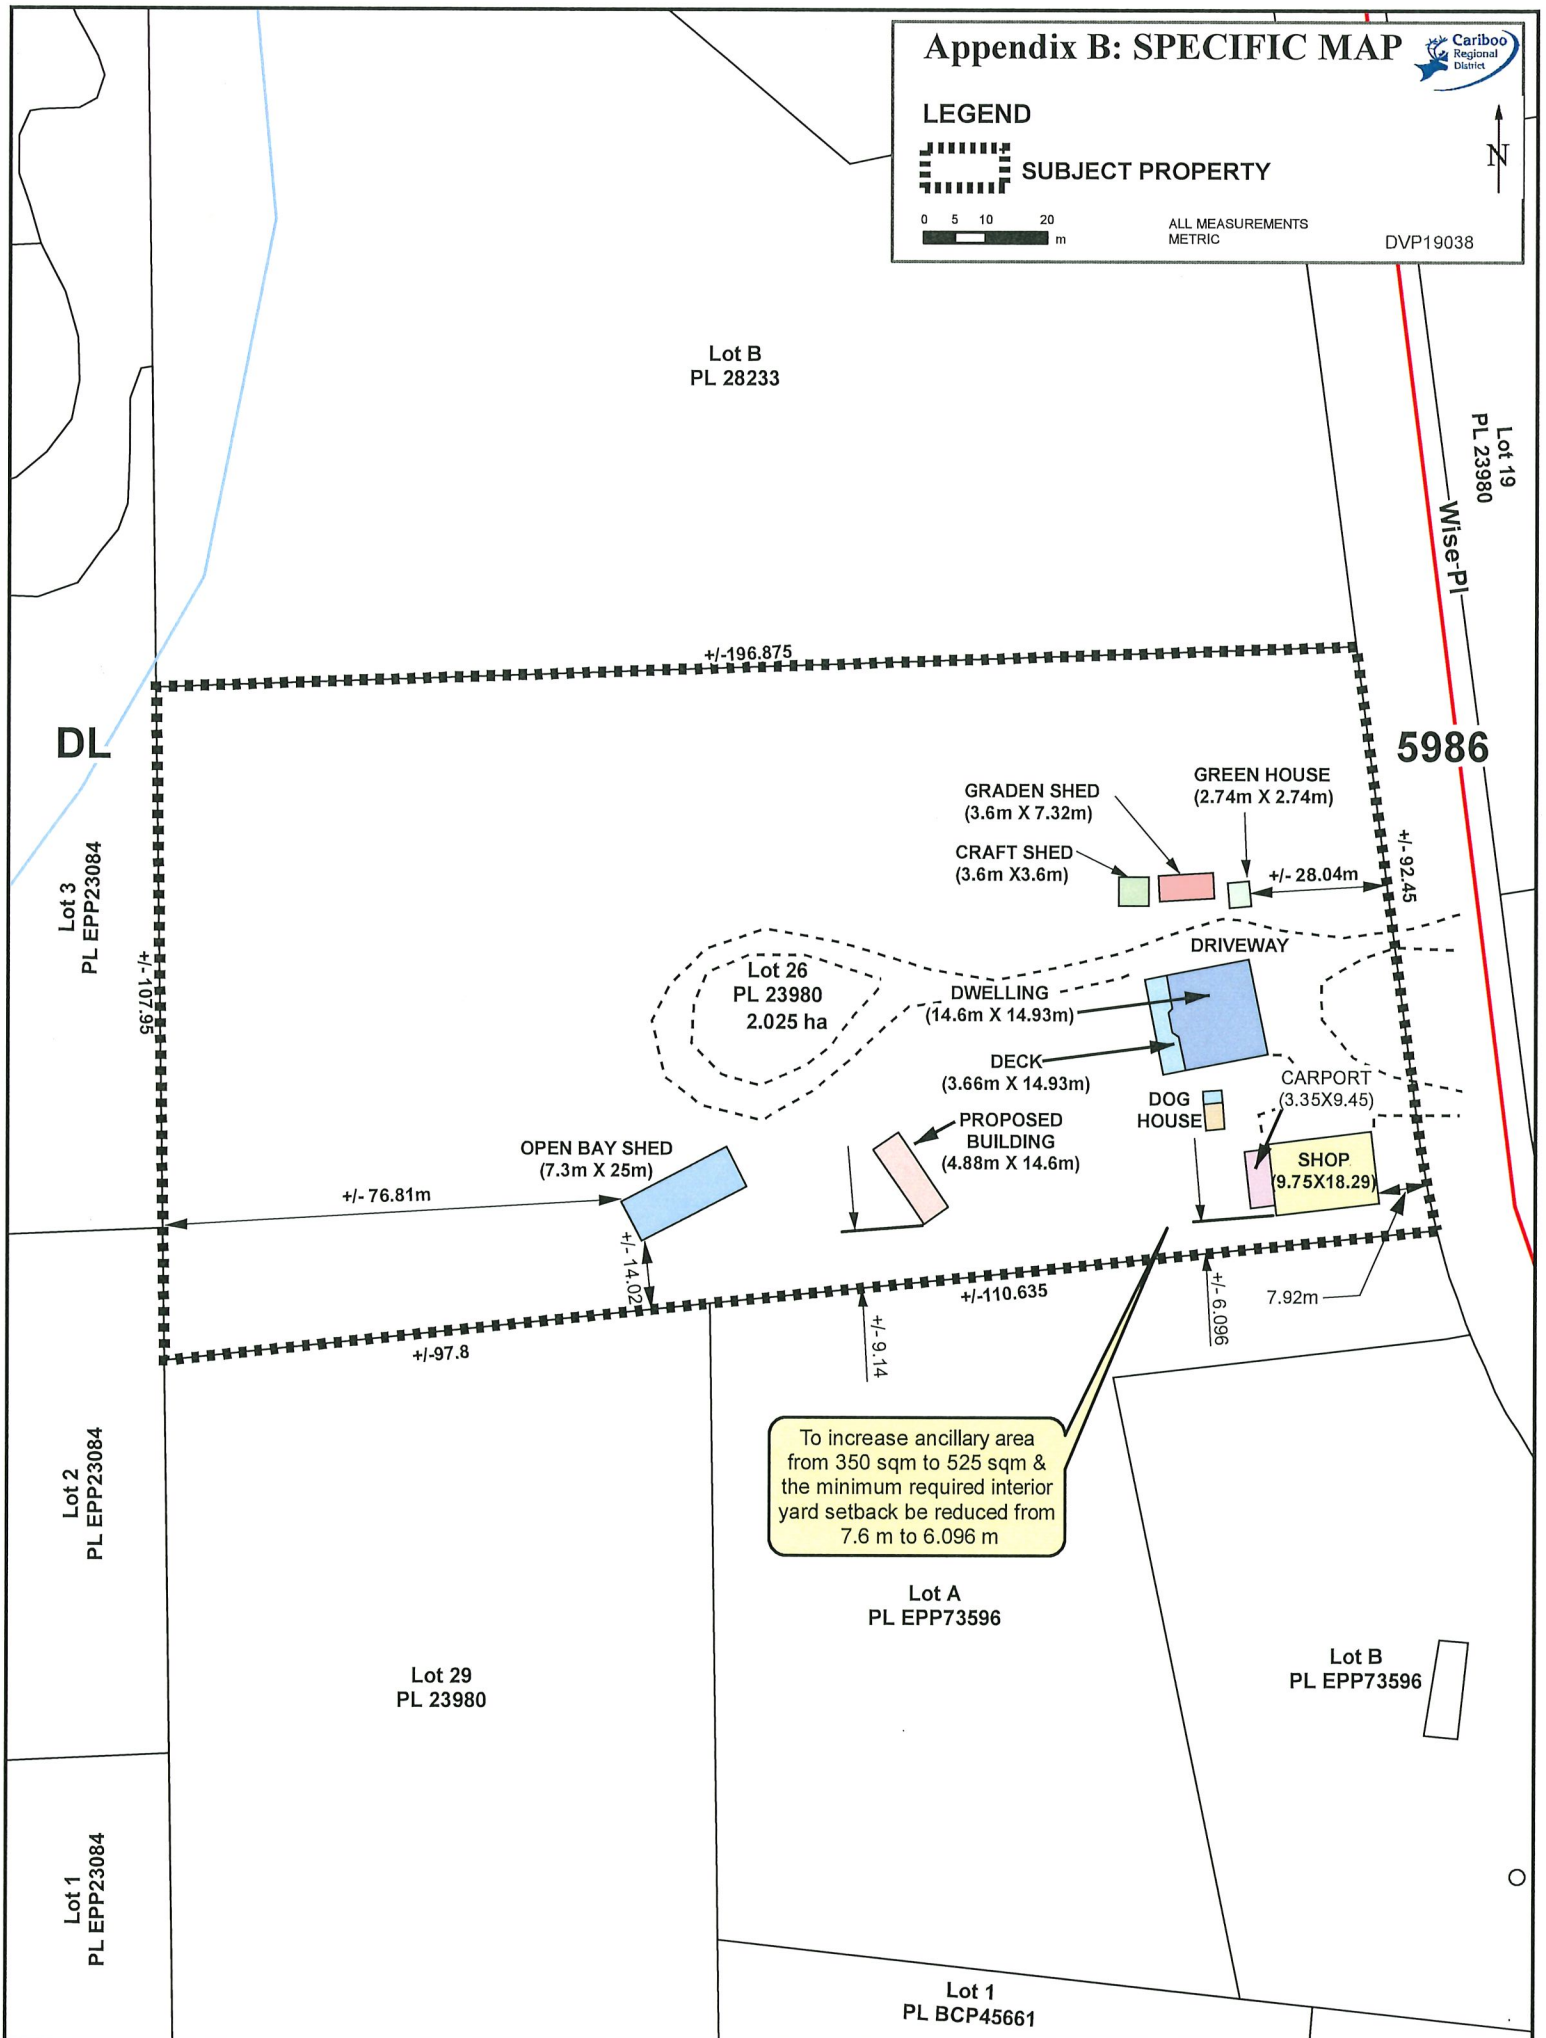 Appendix B: SPECIFIC MAP
Cariboo
Regional
District
LEGEND
SUBJECT PROPERTY
N
0 5 10 20
m
ALL MEASUREMENTS
METRIC
DVP19038
Lot B
PL 28233
Lot 19
PL 23980
Wise Pl
+/-196.875
DL
5986
GRADEN SHED
(3.6m X 7.32m)
GREEN HOUSE
(2.74m X 2.74m)
CRAFT SHED
(3.6m X3.6m)
+/- 28.04m
+/- 92.45
Lot 3
PL EPP23084
+/- 107.95
DRIVEWAY
Lot 26
PL 23980
2.025 ha
DWELLING
(14.6m X 14.93m)
DECK
(3.66m X 14.93m)
CARPORT
(3.35X9.45)
DOG
HOUSE
PROPOSED
BUILDING
(4.88m X 14.6m)
OPEN BAY SHED
(7.3m X 25m)
SHOP
(9.75X18.29)
+/- 76.81m
+/- 14.02
+/-110.635
+/- 6.096
7.92m
+/-97.8
+/- 9.14
To increase ancillary area
from 350 sqm to 525 sqm &
the minimum required interior
yard setback be reduced from
7.6 m to 6.096 m
Lot 2
PL EPP23084
Lot A
PL EPP73596
Lot B
PL EPP73596
Lot 29
PL 23980
Lot 1
PL EPP23084
Lot 1
PL BCP45661